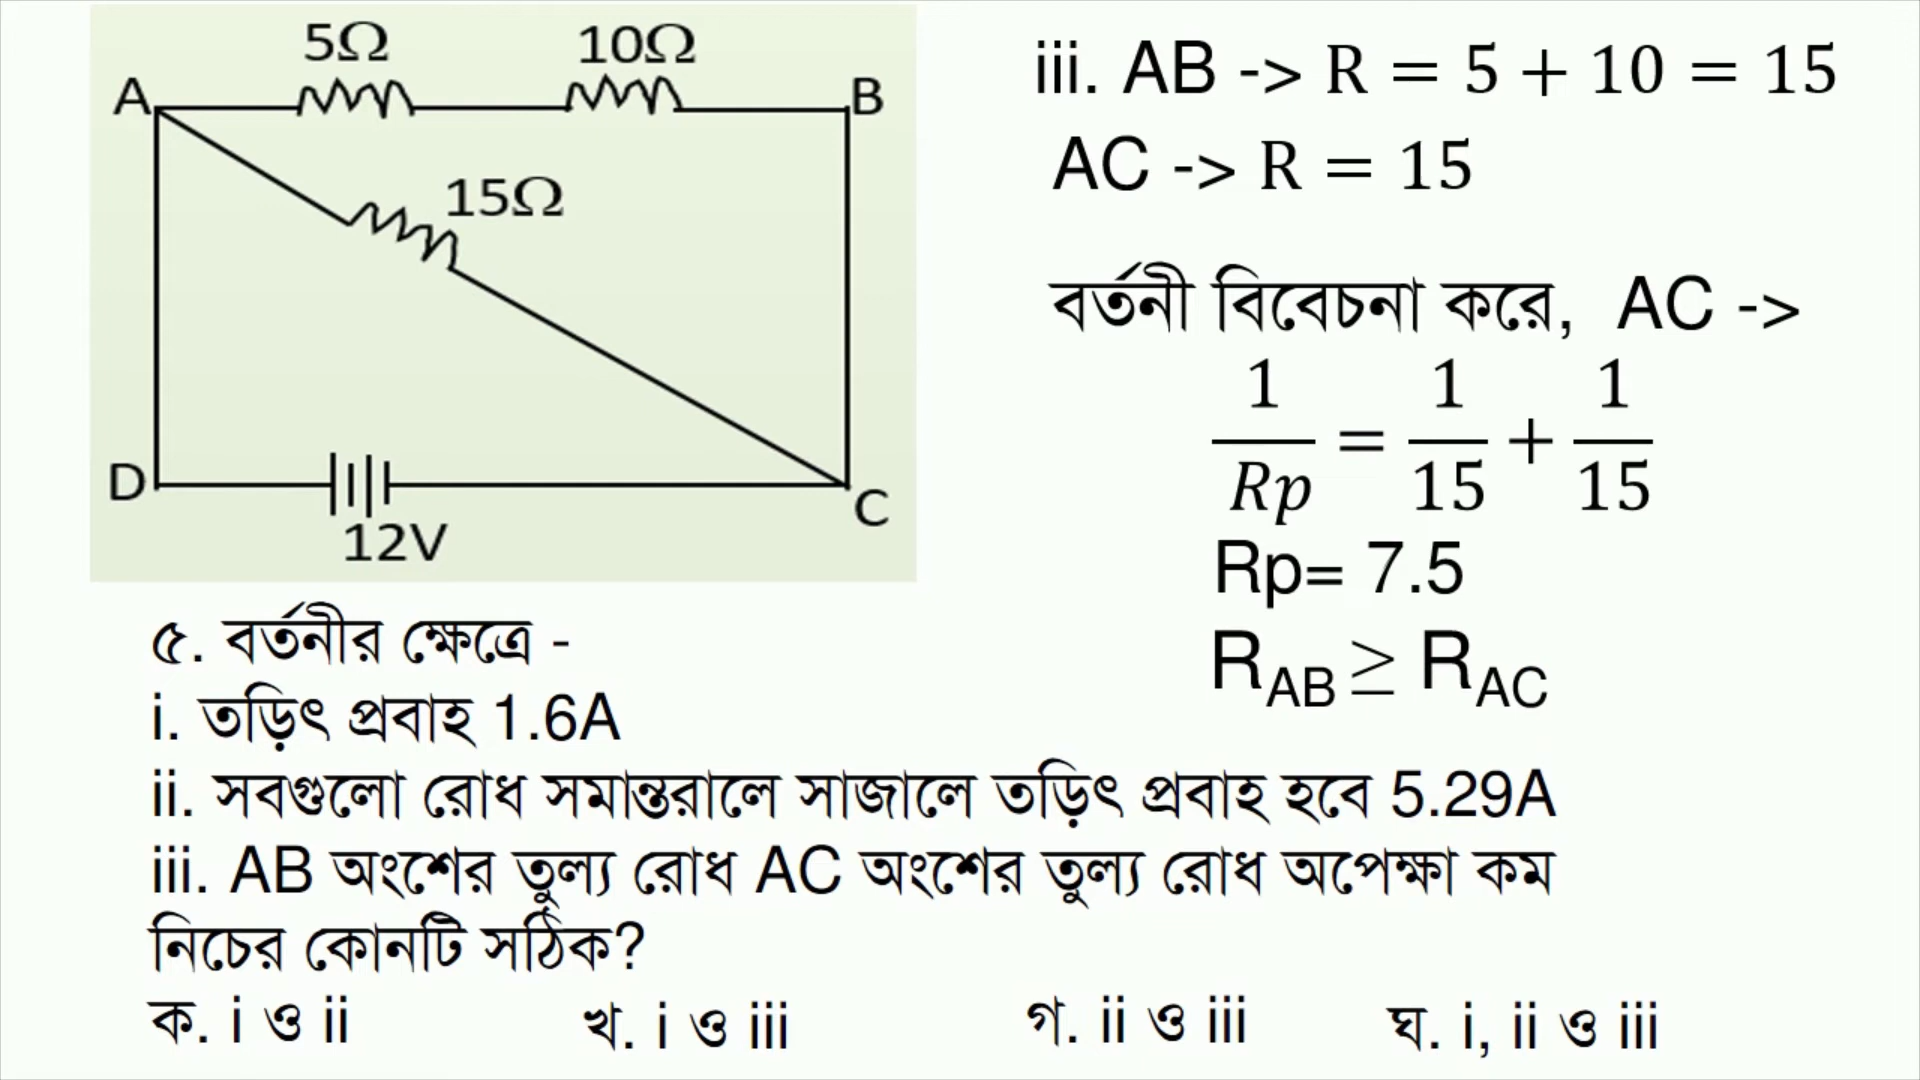 5Ω 10Ω
A B
15Ω
D C
12V
iii. AB -> R = 5 + 10 = 15
AC -> R = 15
বর্তনী বিবেচনা করে, AC ->
1/Rp = 1/15 + 1/15
Rp= 7.5
R_AB ≥ R_AC
৫. বর্তনীর ক্ষেত্রে -
i. তড়িৎ প্রবাহ 1.6A
ii. সবগুলো রোধ সমান্তরালে সাজালে তড়িৎ প্রবাহ হবে 5.29A
iii. AB অংশের তুল্য রোধ AC অংশের তুল্য রোধ অপেক্ষা কম
নিচের কোনটি সঠিক?
ক. i ও ii খ. i ও iii গ. ii ও iii ঘ. i, ii ও iii